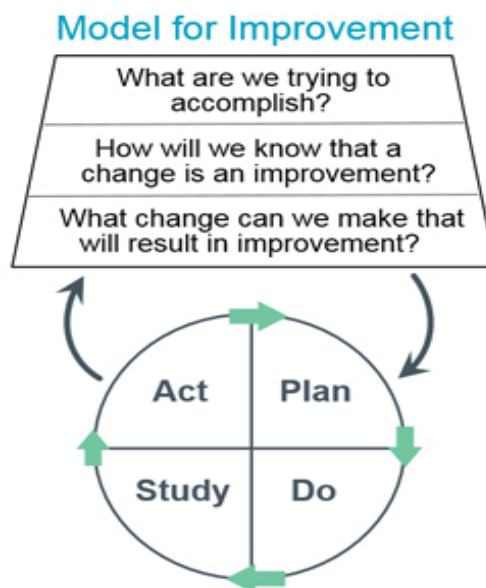 Model for Improvement
What are we trying to
accomplish?
How will we know that a
change is an improvement?
What change can we make that
will result in improvement?
Act
Plan
Study
Do